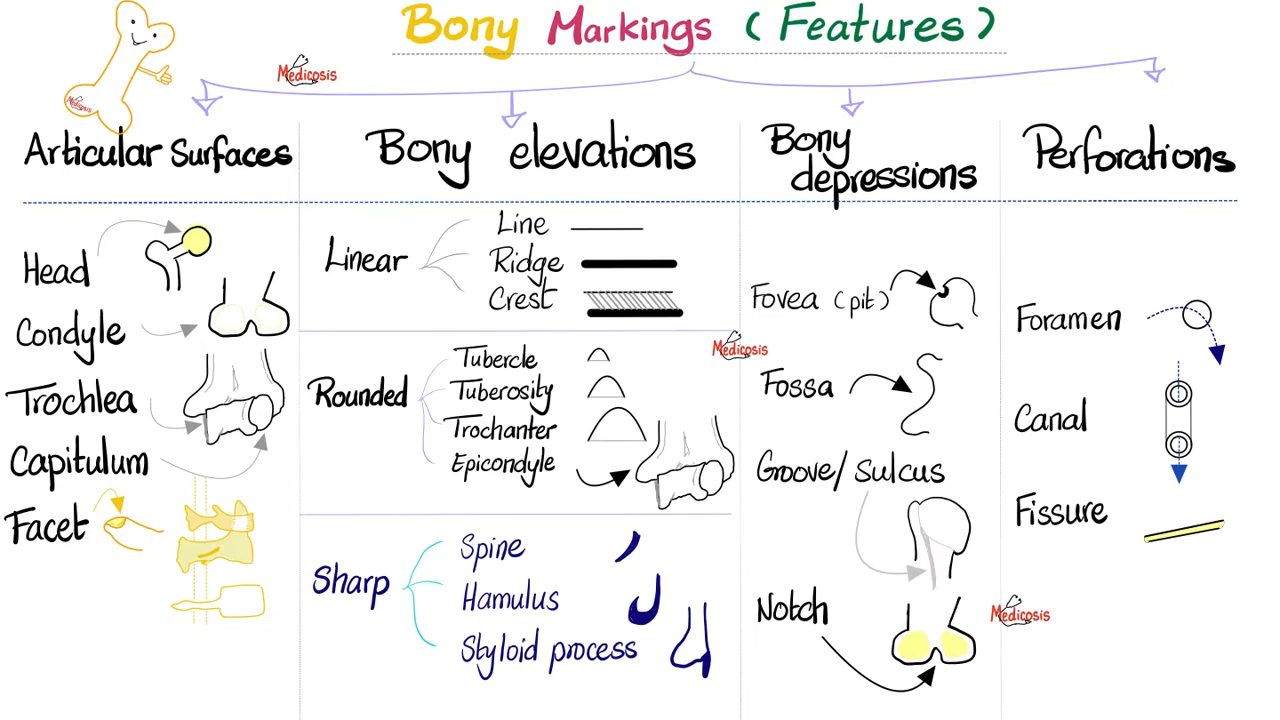 Bony Markings (Features)
Medicosis
Medicosis
Articular Surfaces
Head
Condyle
Trochlea
Capitulum
Facet
Bony elevations
Linear
Line
Ridge
Crest
Rounded
Tubercle
Tuberosity
Trochanter
Epicondyle
Sharp
Spine
Hamulus
Styloid process
Bony
depressions
Medicosis
Fovea (pit)
Fossa
Groove/ Sulcus
Notch
Medicosis
Perforations
Foramen
Canal
Fissure